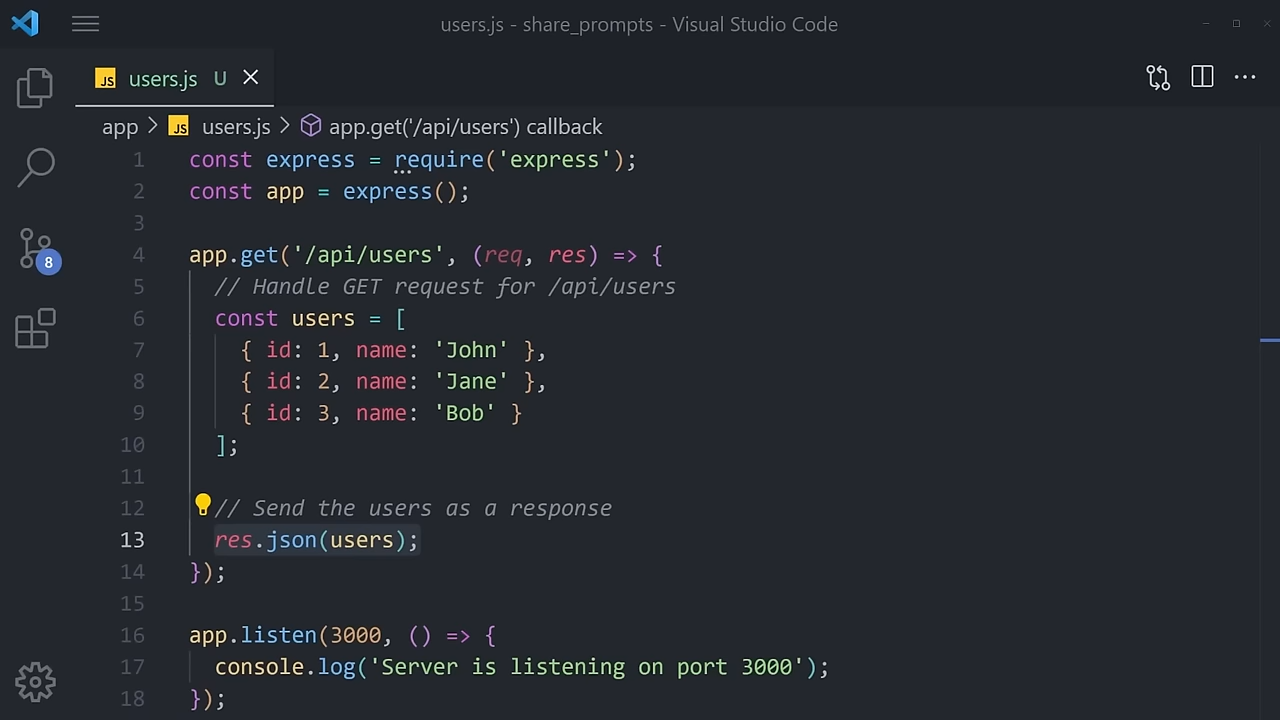 users.js - share_prompts - Visual Studio Code
JS users.js U
app > JS users.js > app.get('/api/users') callback
1 const express = require('express');
2 const app = express();
3
4 app.get('/api/users', (req, res) => {
5 // Handle GET request for /api/users
6 const users = [
7 { id: 1, name: 'John' },
8 { id: 2, name: 'Jane' },
9 { id: 3, name: 'Bob' }
10 ];
11
12 // Send the users as a response
13 res.json(users);
14 });
15
16 app.listen(3000, () => {
17 console.log('Server is listening on port 3000');
18 });
8